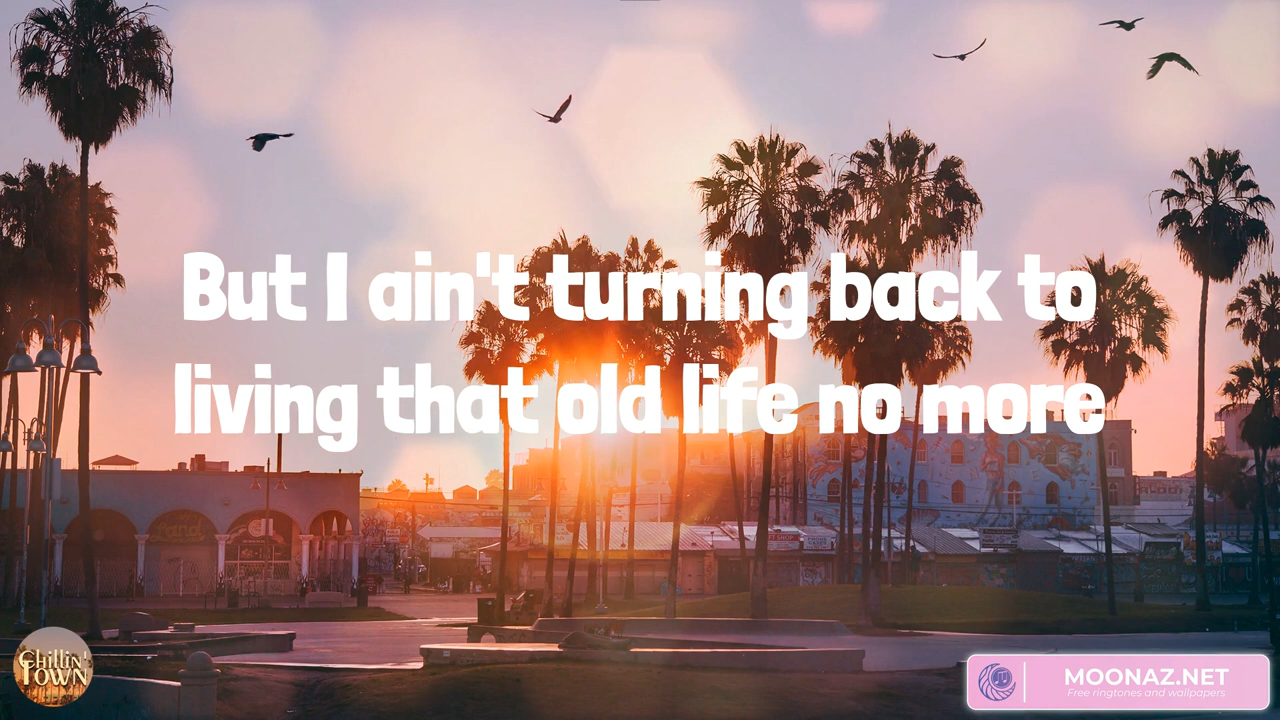 But I ain't turning back to
living that old life no more
Chillin'
TOWN
MOONAZ.NET
Free ringtones and wallpapers